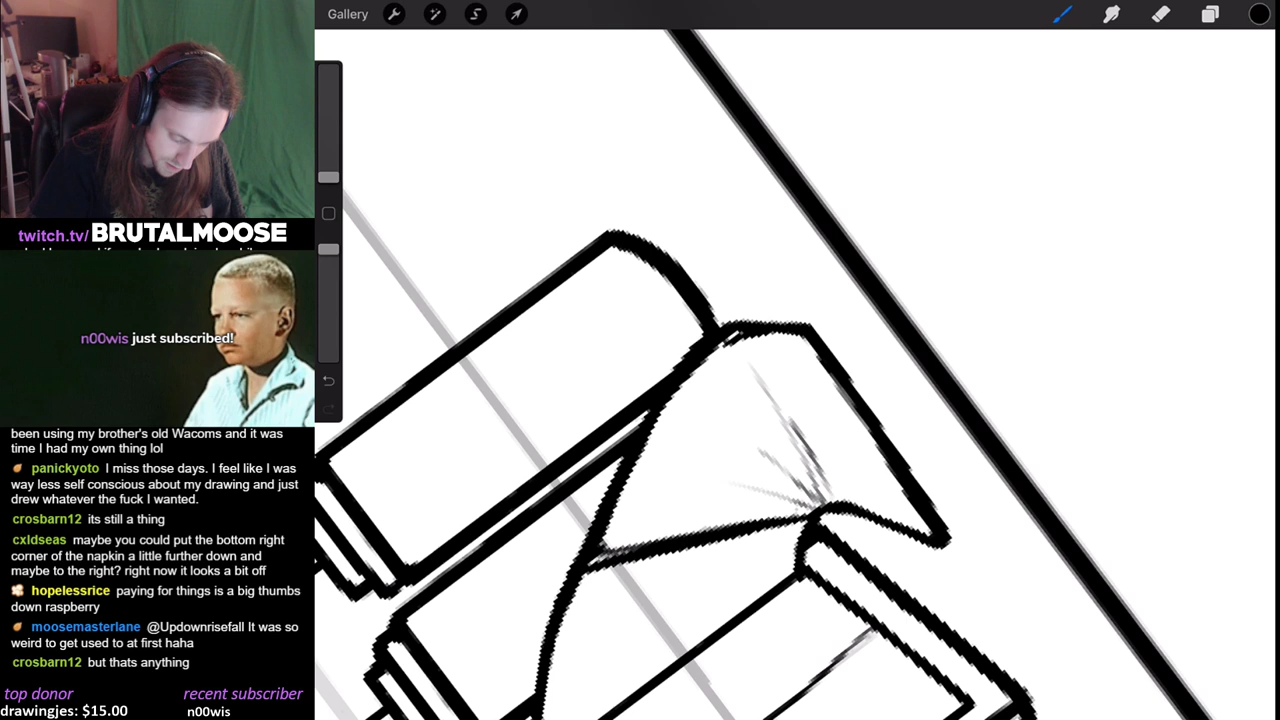 Gallery
twitch.tv/BRUTALMOOSE
n00wis just subscribed!
been using my brother's old Wacoms and it was
time I had my own thing lol
panickyoto I miss those days. I feel like I was
way less self conscious about my drawing and just
drew whatever the fuck I wanted.
crosbarn12 its still a thing
cxldseas maybe you could put the bottom right
corner of the napkin a little further down and
maybe to the right? right now it looks a bit off
hopelessrice paying for things is a big thumbs
down raspberry
moosemasterlane @Updownrisefall It was so
weird to get used to at first haha
crosbarn12 but thats anything
top donor recent subscriber
drawingjes: $15.00 n00wis